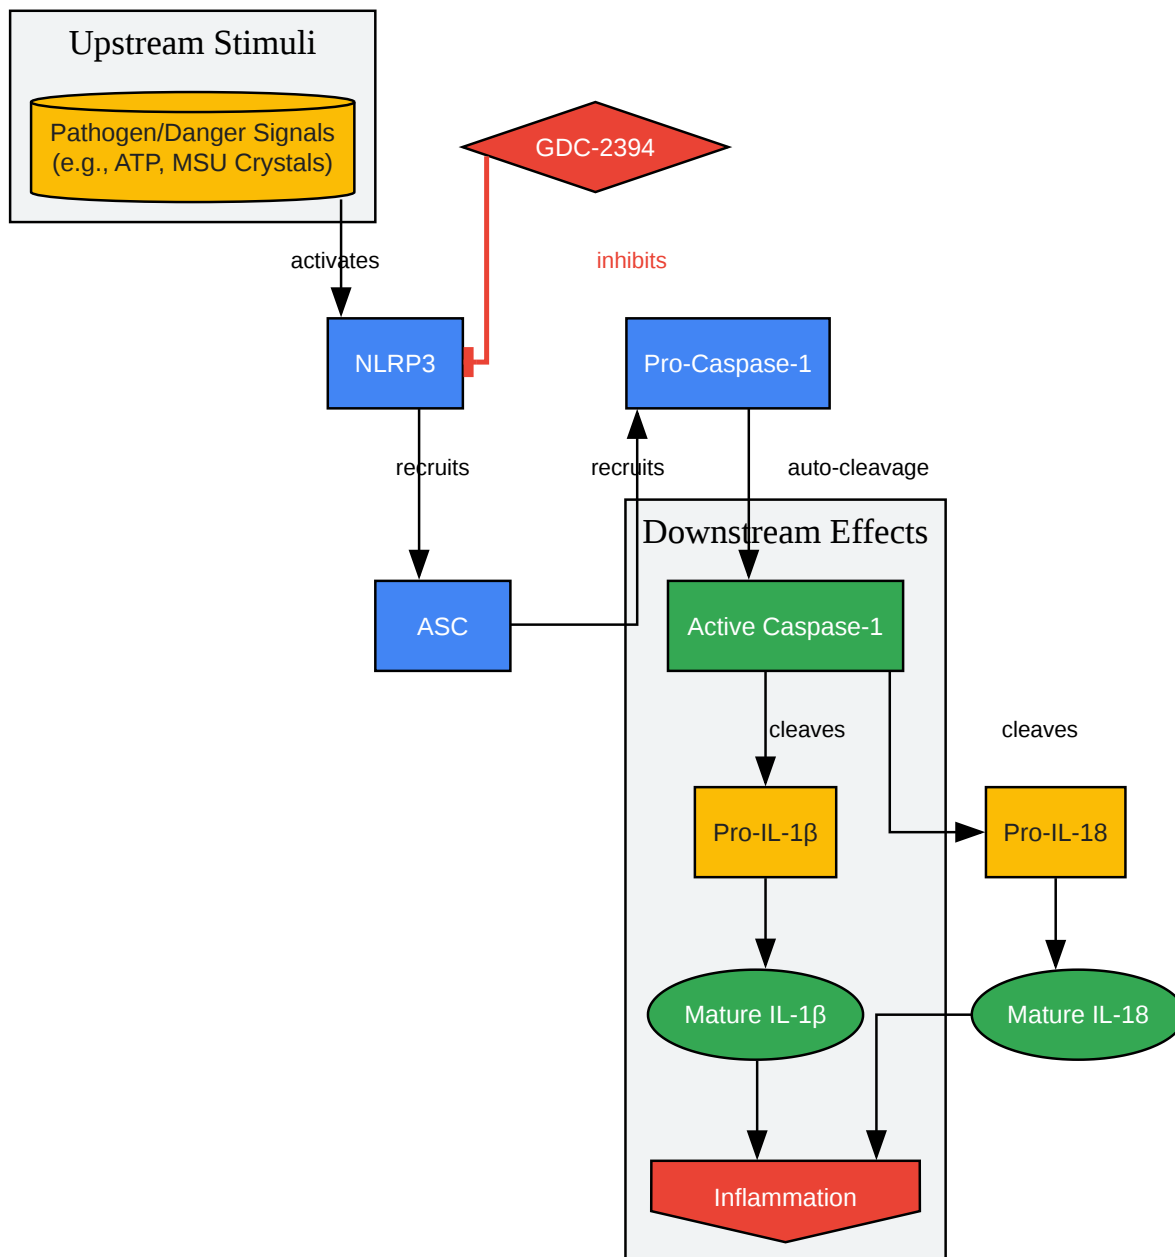 Upstream Stimuli
Pathogen/Danger Signals
(e.g., ATP, MSU Crystals)
GDC-2394
activates
inhibits
NLRP3
Pro-Caspase-1
recruits
recruits
auto-cleavage
Downstream Effects
ASC
Active Caspase-1
cleaves
cleaves
Pro-IL-1β
Pro-IL-18
Mature IL-1β
Mature IL-18
Inflammation